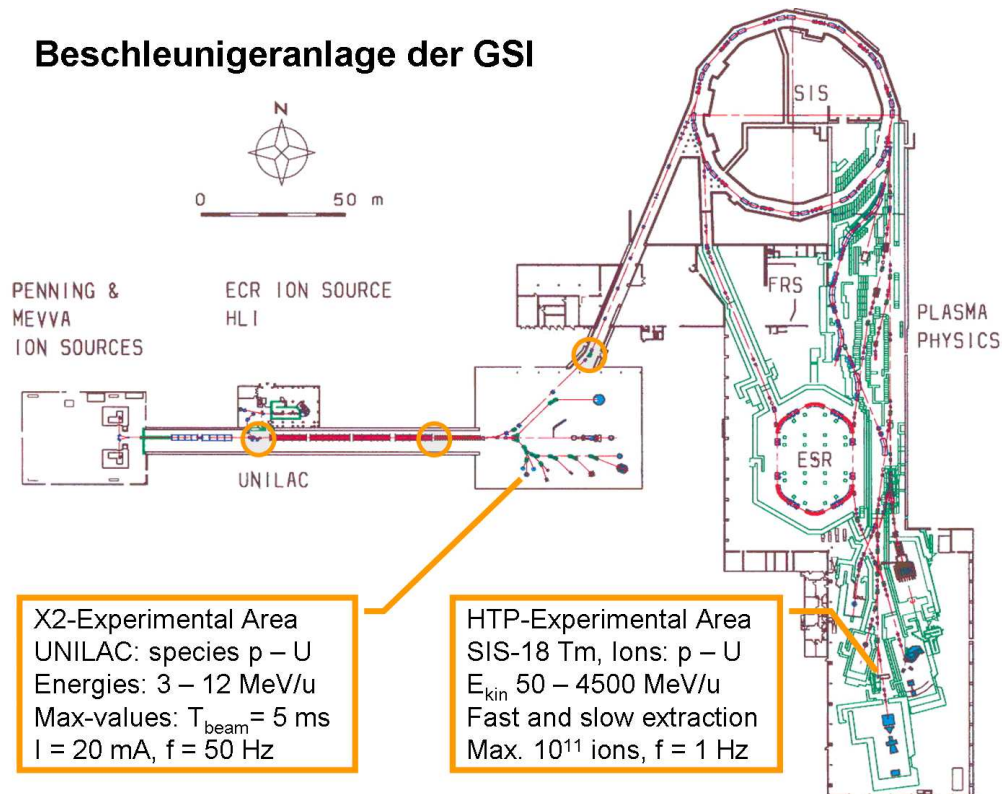 Beschleunigeranlage der GSI
N
0 50 m
SIS
PENNING &
MEVVA
ION SOURCES
ECR ION SOURCE
HLI
FRS
PLASMA
PHYSICS
UNILAC
ESR
X2-Experimental Area
UNILAC: species p – U
Energies: 3 – 12 MeV/u
Max-values: T_beam = 5 ms
I = 20 mA, f = 50 Hz
HTP-Experimental Area
SIS-18 Tm, Ions: p – U
E_kin 50 – 4500 MeV/u
Fast and slow extraction
Max. 10¹¹ ions, f = 1 Hz